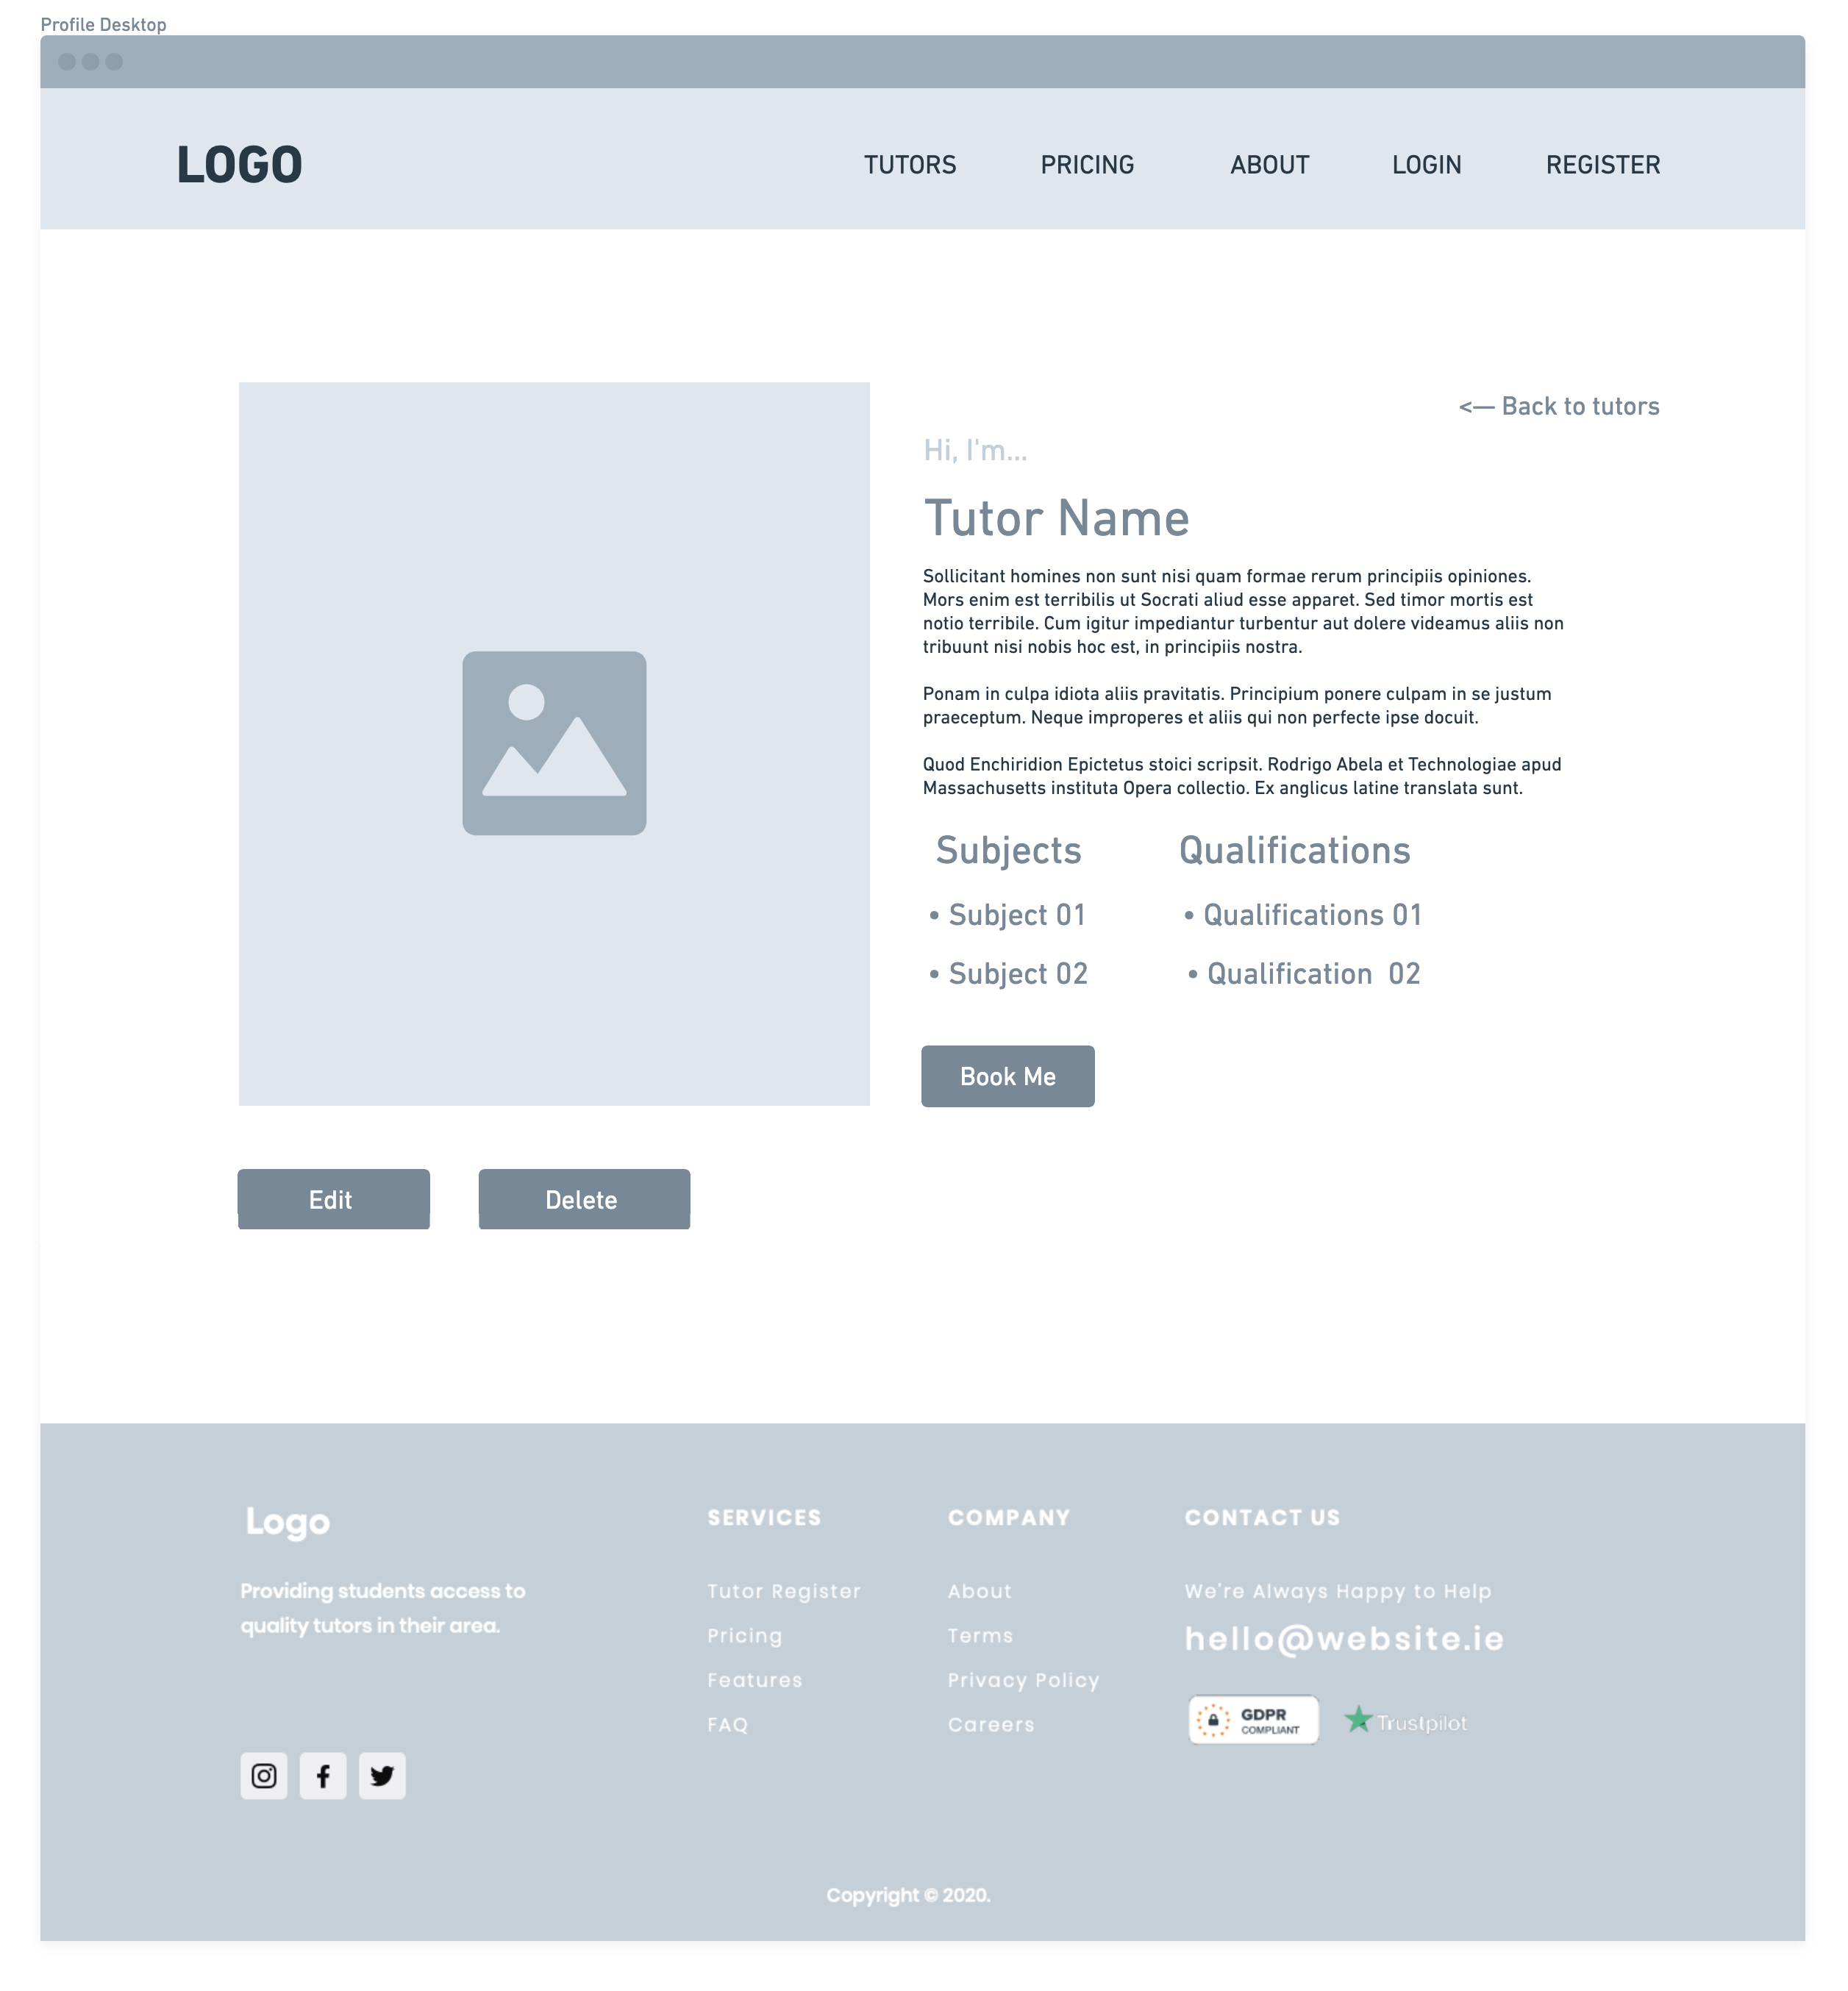 Profile Desktop
LOGO
TUTORS
PRICING
ABOUT
LOGIN
REGISTER
<— Back to tutors
Hi, I'm...
Tutor Name
Sollicitant homines non sunt nisi quam formae rerum principiis opiniones.
Mors enim est terribilis ut Socrati aliud esse apparet. Sed timor mortis est
notio terribile. Cum igitur impediantur turbentur aut dolere videamus aliis non
tribuunt nisi nobis hoc est, in principiis nostra.
Ponam in culpa idiota aliis pravitatis. Principium ponere culpam in se justum
praeceptum. Neque improperes et aliis qui non perfecte ipse docuit.
Quod Enchiridion Epictetus stoici scripsit. Rodrigo Abela et Technologiae apud
Massachusetts instituta Opera collectio. Ex anglicus latine translata sunt.
Subjects
• Subject 01
• Subject 02
Qualifications
• Qualifications 01
• Qualification  02
Book Me
Edit
Delete
Logo
Providing students access to
quality tutors in their area.
SERVICES
Tutor Register
Pricing
Features
FAQ
COMPANY
About
Terms
Privacy Policy
Careers
CONTACT US
We're Always Happy to Help
hello@website.ie
GDPR
COMPLIANT
Trustpilot
Copyright © 2020.